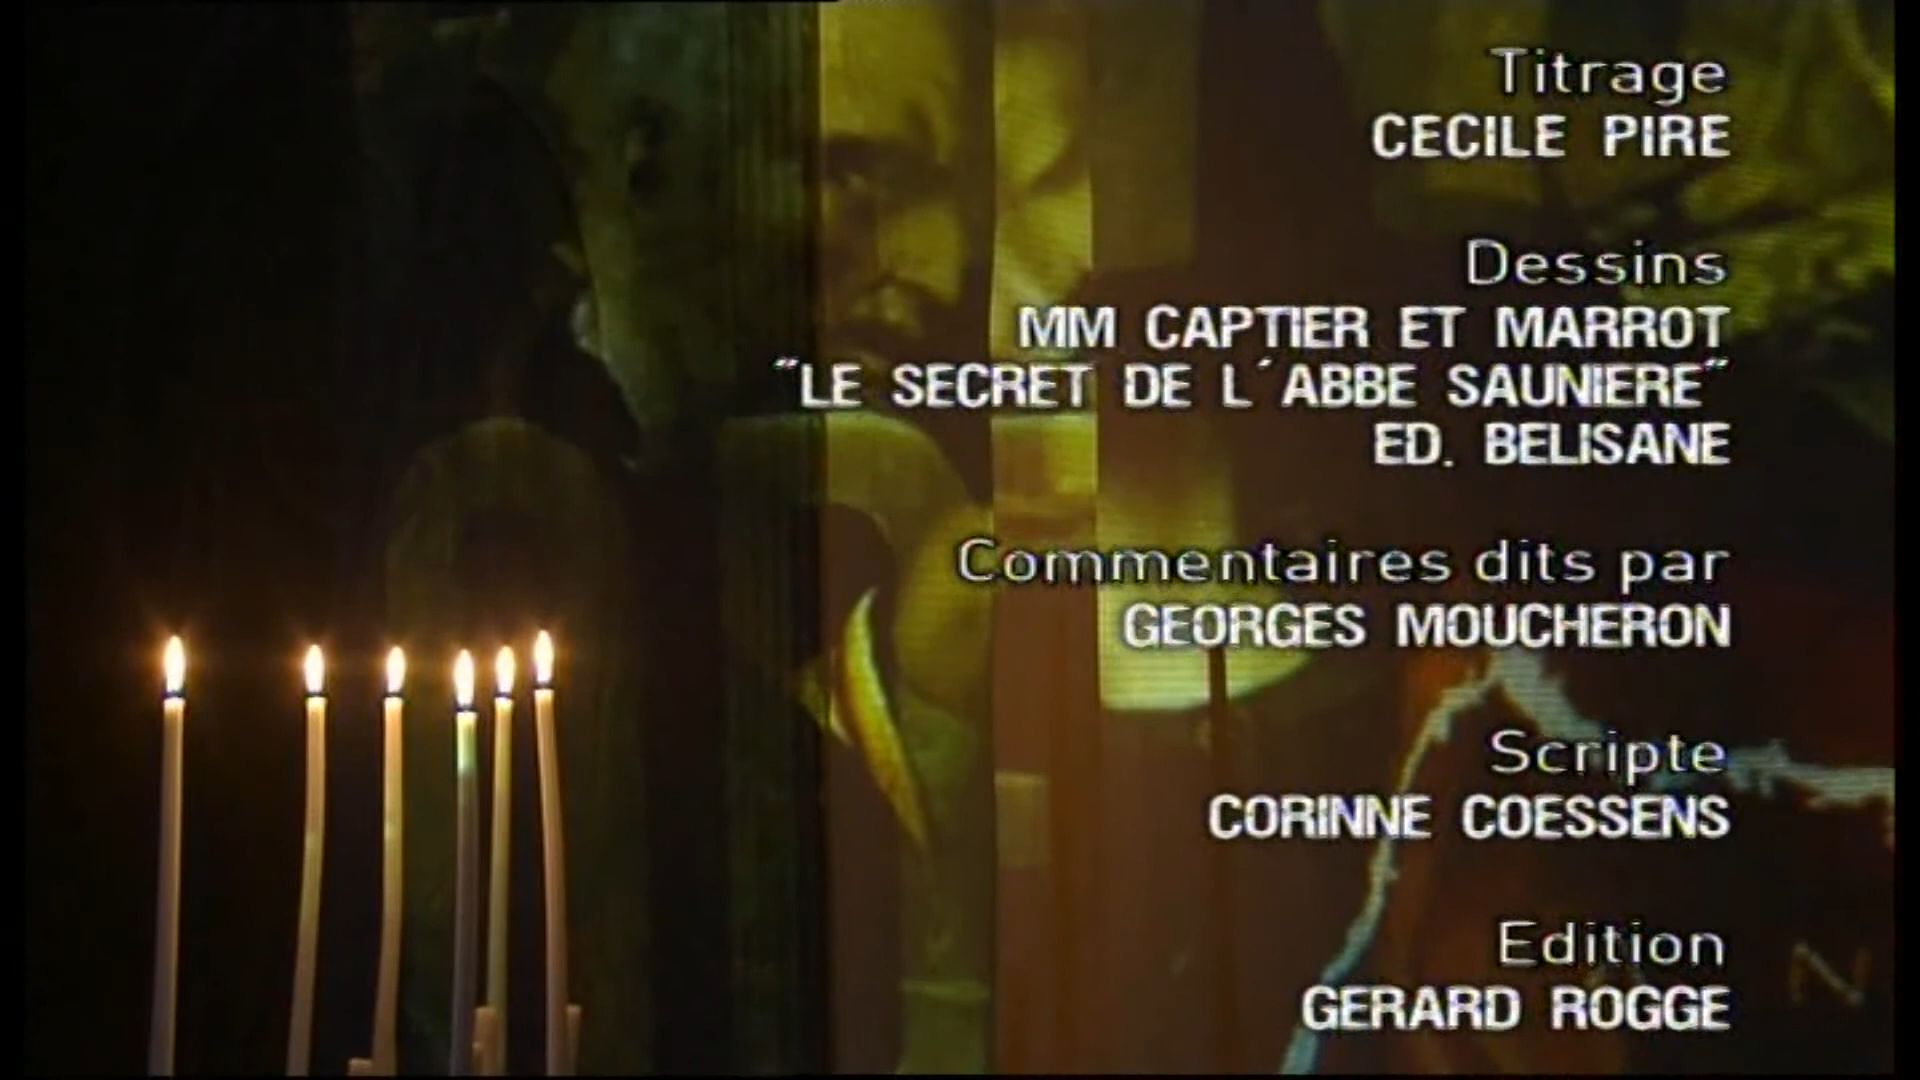 Titrage
CECILE PIRE
Dessins
MM CAPTIER ET MARROT
"LE SECRET DE L´ABBE SAUNIERE"
ED. BELISANE
Commentaires dits par
GEORGES MOUCHERON
Scripte
CORINNE COESSENS
Edition
GERARD ROGGE
N